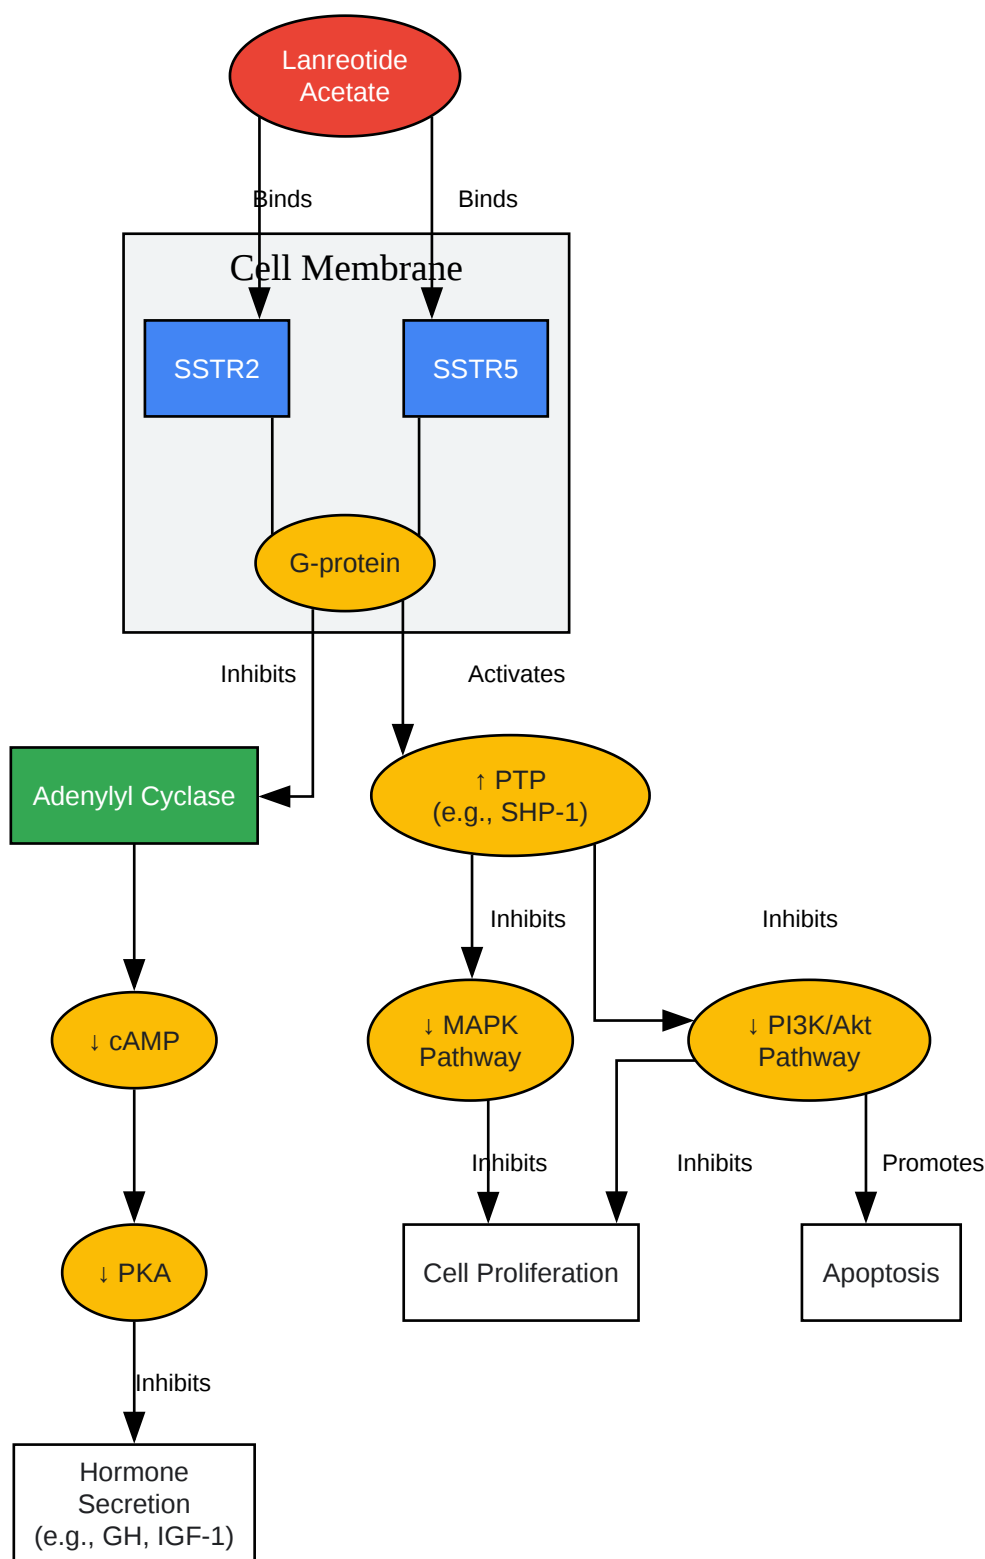 Lanreotide
Acetate
Binds
Binds
Cell Membrane
SSTR2
SSTR5
G-protein
Inhibits
Activates
Adenylyl Cyclase
↑ PTP
(e.g., SHP-1)
Inhibits
Inhibits
↓ cAMP
↓ MAPK
Pathway
↓ PI3K/Akt
Pathway
Inhibits
Inhibits
Promotes
↓ PKA
Cell Proliferation
Apoptosis
Inhibits
Hormone
Secretion
(e.g., GH, IGF-1)